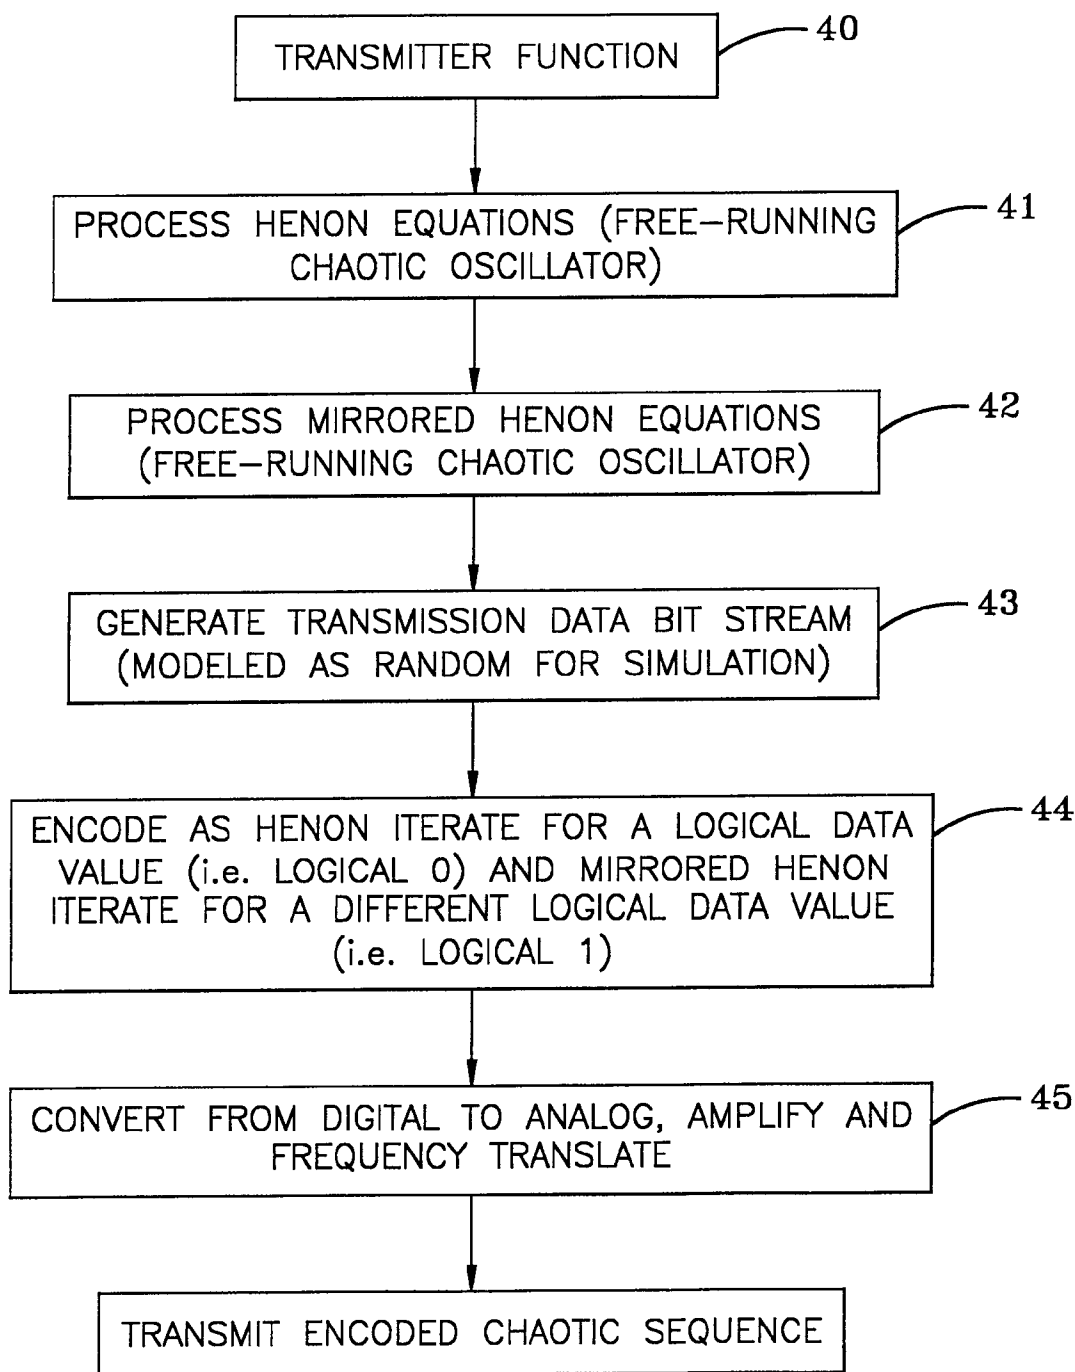 TRANSMITTER FUNCTION
40
PROCESS HENON EQUATIONS (FREE-RUNNING
CHAOTIC OSCILLATOR)
41
PROCESS MIRRORED HENON EQUATIONS
(FREE-RUNNING CHAOTIC OSCILLATOR)
42
GENERATE TRANSMISSION DATA BIT STREAM
(MODELED AS RANDOM FOR SIMULATION)
43
ENCODE AS HENON ITERATE FOR A LOGICAL DATA
VALUE (i.e. LOGICAL 0) AND MIRRORED HENON
ITERATE FOR A DIFFERENT LOGICAL DATA VALUE
(i.e. LOGICAL 1)
44
CONVERT FROM DIGITAL TO ANALOG, AMPLIFY AND
FREQUENCY TRANSLATE
45
TRANSMIT ENCODED CHAOTIC SEQUENCE